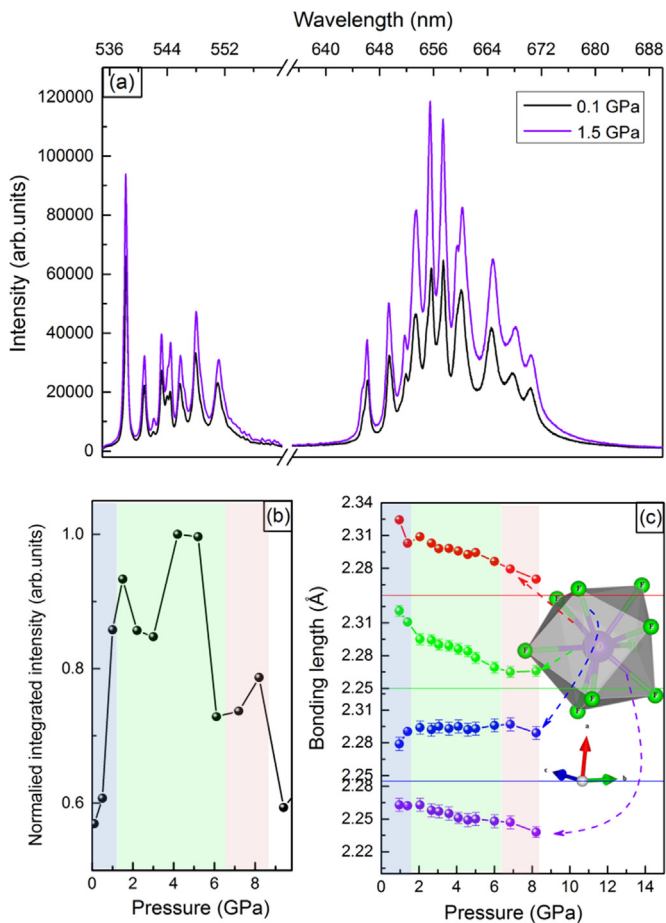 Wavelength (nm)
536 544 552 640 648 656 664 672 680 688
(a)
120000
100000
80000
60000
40000
20000
0
Intensity (arb.units)
0.1 GPa
1.5 GPa
(b)
1.0
0.8
0.6
Normalied integrated intensity (arb.units)
0 2 4 6 8
Pressure (GPa)
(c)
2.34
2.31
2.28
2.31
2.28
2.25
2.31
2.28
2.25
2.28
2.25
2.22
Bonding length (Å)
F
F
F
F
F
F
F
F
F
a
c
b
0 2 4 6 8 10 12 14
Pressure (GPa)